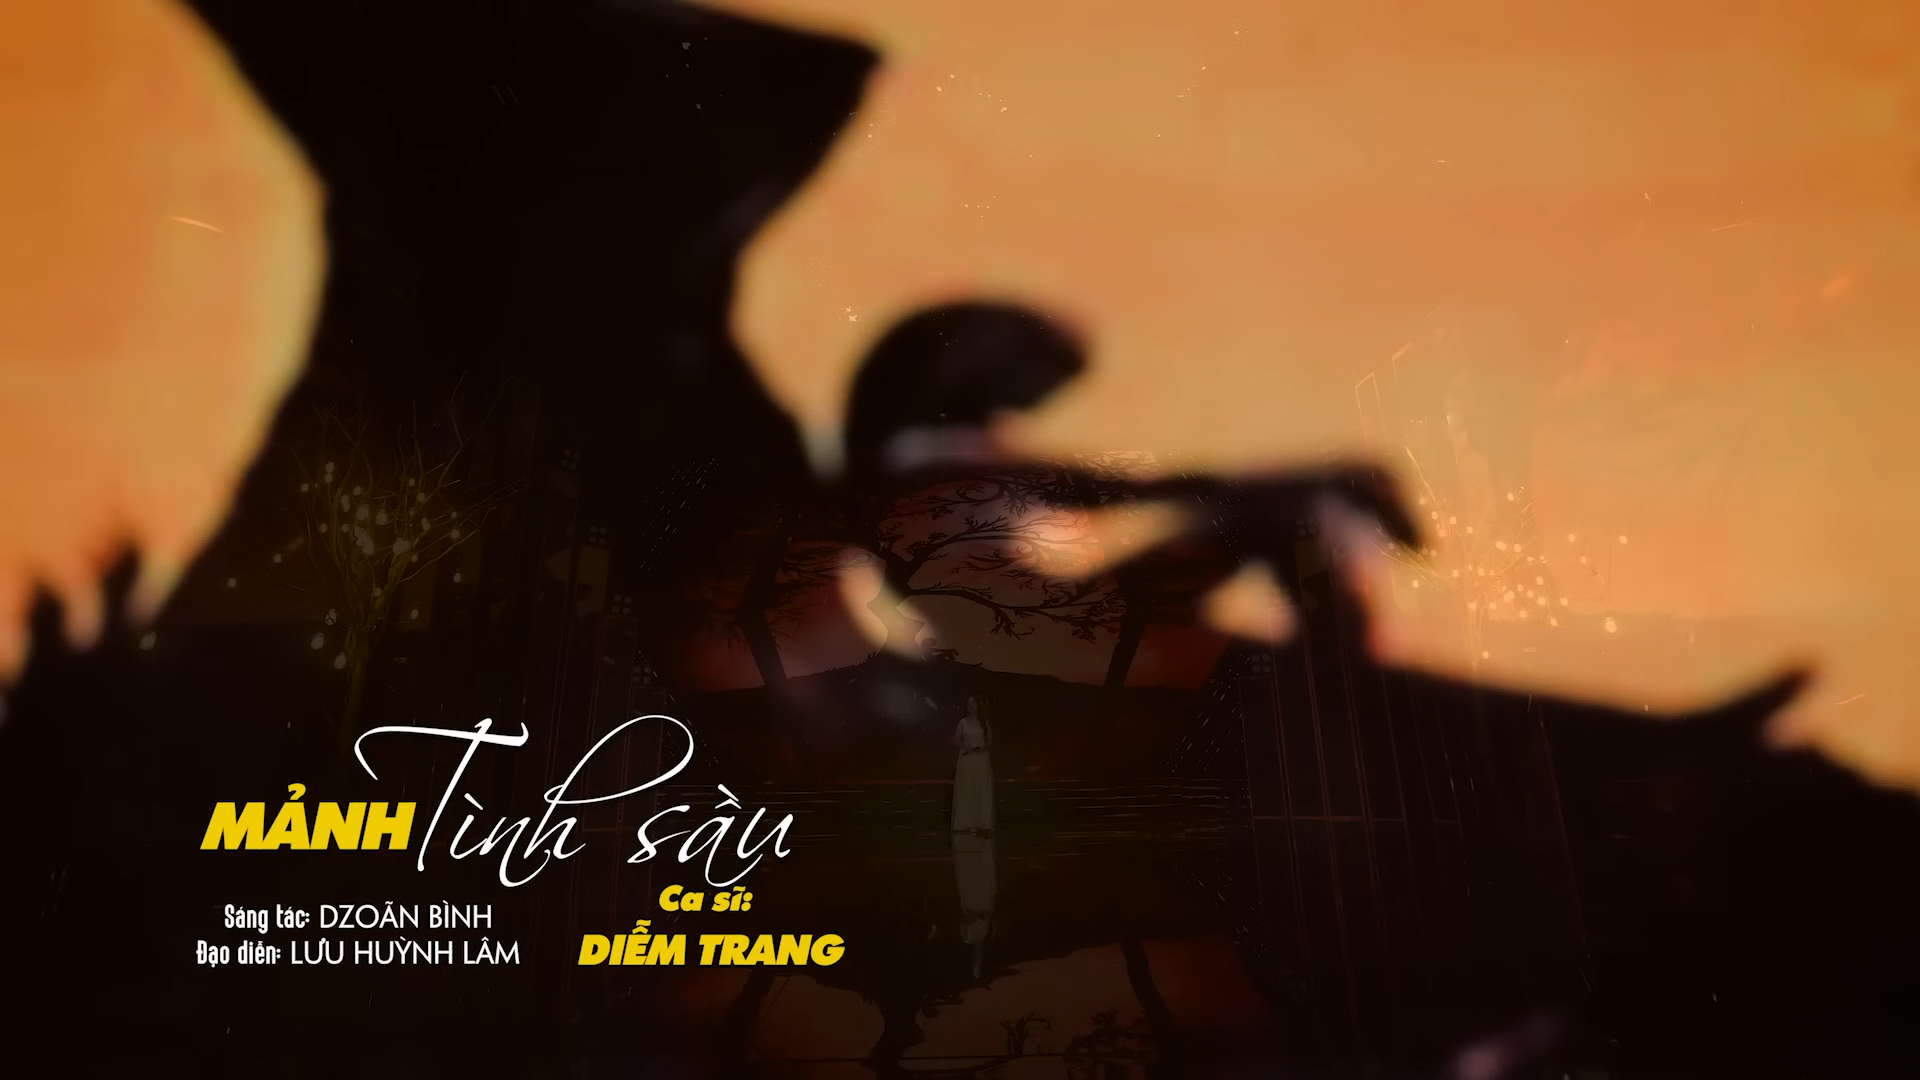 MẢNH Tình sầu
Sáng tác: DZOÃN BÌNH
Đạo diễn: LƯU HUỲNH LÂM
Ca sĩ:
DIỄM TRANG